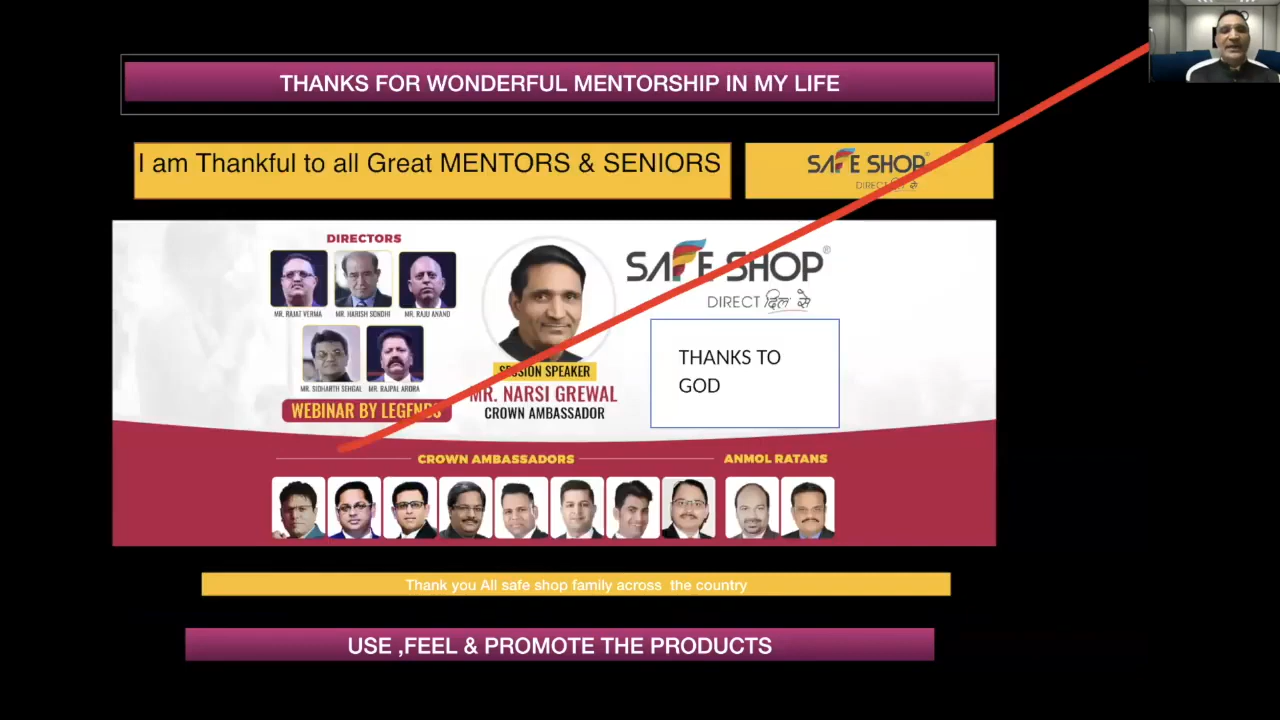 THANKS FOR WONDERFUL MENTORSHIP IN MY LIFE
I am Thankful to all Great MENTORS & SENIORS
SAFE SHOP®
DIRECT दिल से
DIRECTORS
MR. RAJAT VERMA MR. HARISH SONDHI MR. RAJU ANAND
MR. SIDHARTH SEHGAL MR. RAJPAL ARORA
WEBINAR BY LEGENDS
SESSION SPEAKER
MR. NARSI GREWAL
CROWN AMBASSADOR
SAFE SHOP®
DIRECT दिल से
THANKS TO
GOD
CROWN AMBASSADORS
ANMOL RATANS
Thank you All safe shop family across  the country
USE ,FEEL & PROMOTE THE PRODUCTS